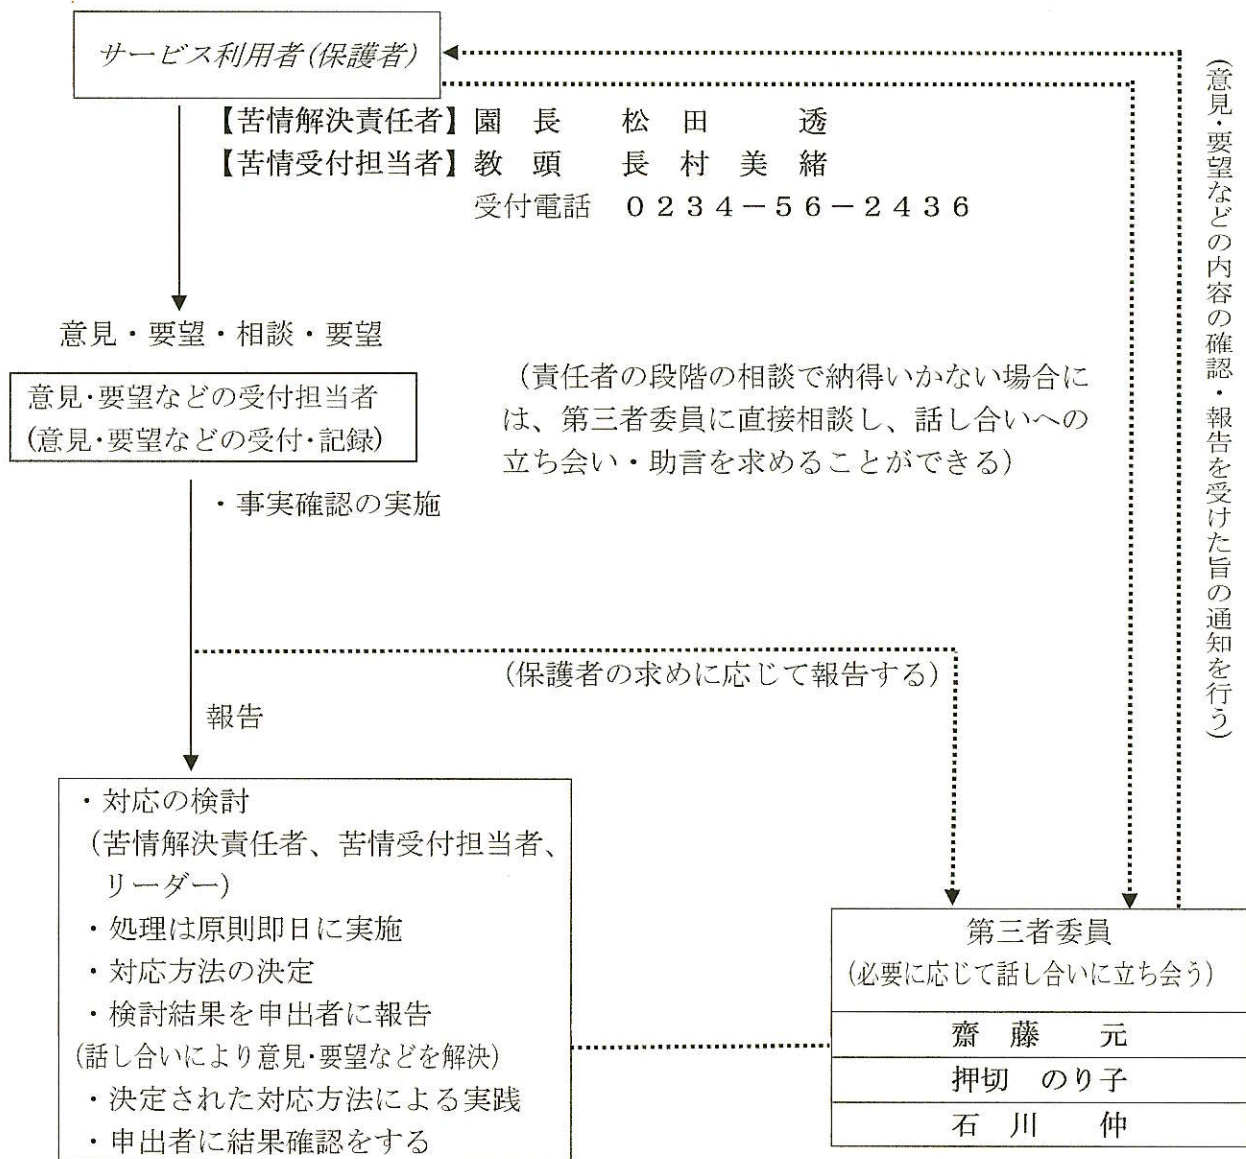 サービス利用者(保護者)
【苦情解決責任者】園 長 松 田 透
【苦情受付担当者】教 頭 長 村 美 緒
受付電話 0234-56-2436
意見・要望・相談・要望
意見・要望などの受付担当者
(意見・要望などの受付・記録)
・事実確認の実施
(責任者の段階の相談で納得いかない場合に
は、第三者委員に直接相談し、話し合いへの
立ち会い・助言を求めることができる)
(意見・要望などの内容の確認・報告を受けた旨の通知を行う)
(保護者の求めに応じて報告する)
報告
・対応の検討
(苦情解決責任者、苦情受付担当者、
リーダー)
・処理は原則即日に実施
・対応方法の決定
・検討結果を申出者に報告
(話し合いにより意見・要望などを解決)
・決定された対応方法による実践
・申出者に結果確認をする
第三者委員
(必要に応じて話し合いに立ち会う)
齋 藤 元
押切 のり子
石 川 仲